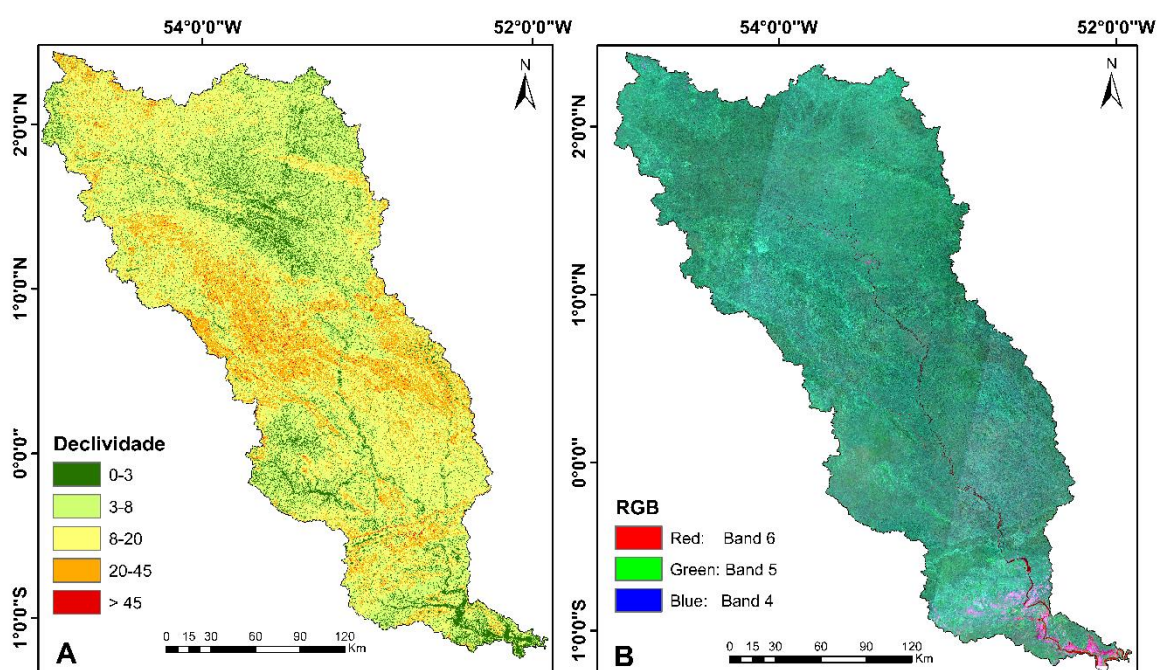 54°0'0"W 52°0'0"W
N
2°0'0"N
1°0'0"N
0°0'0"
1°0'0"S
Declividade
0-3
3-8
8-20
20-45
> 45
A
0 15 30 60 90 120
Km
54°0'0"W 52°0'0"W
N
2°0'0"N
1°0'0"N
0°0'0"
1°0'0"S
RGB
Red: Band 6
Green: Band 5
Blue: Band 4
B
0 15 30 60 90 120
Km